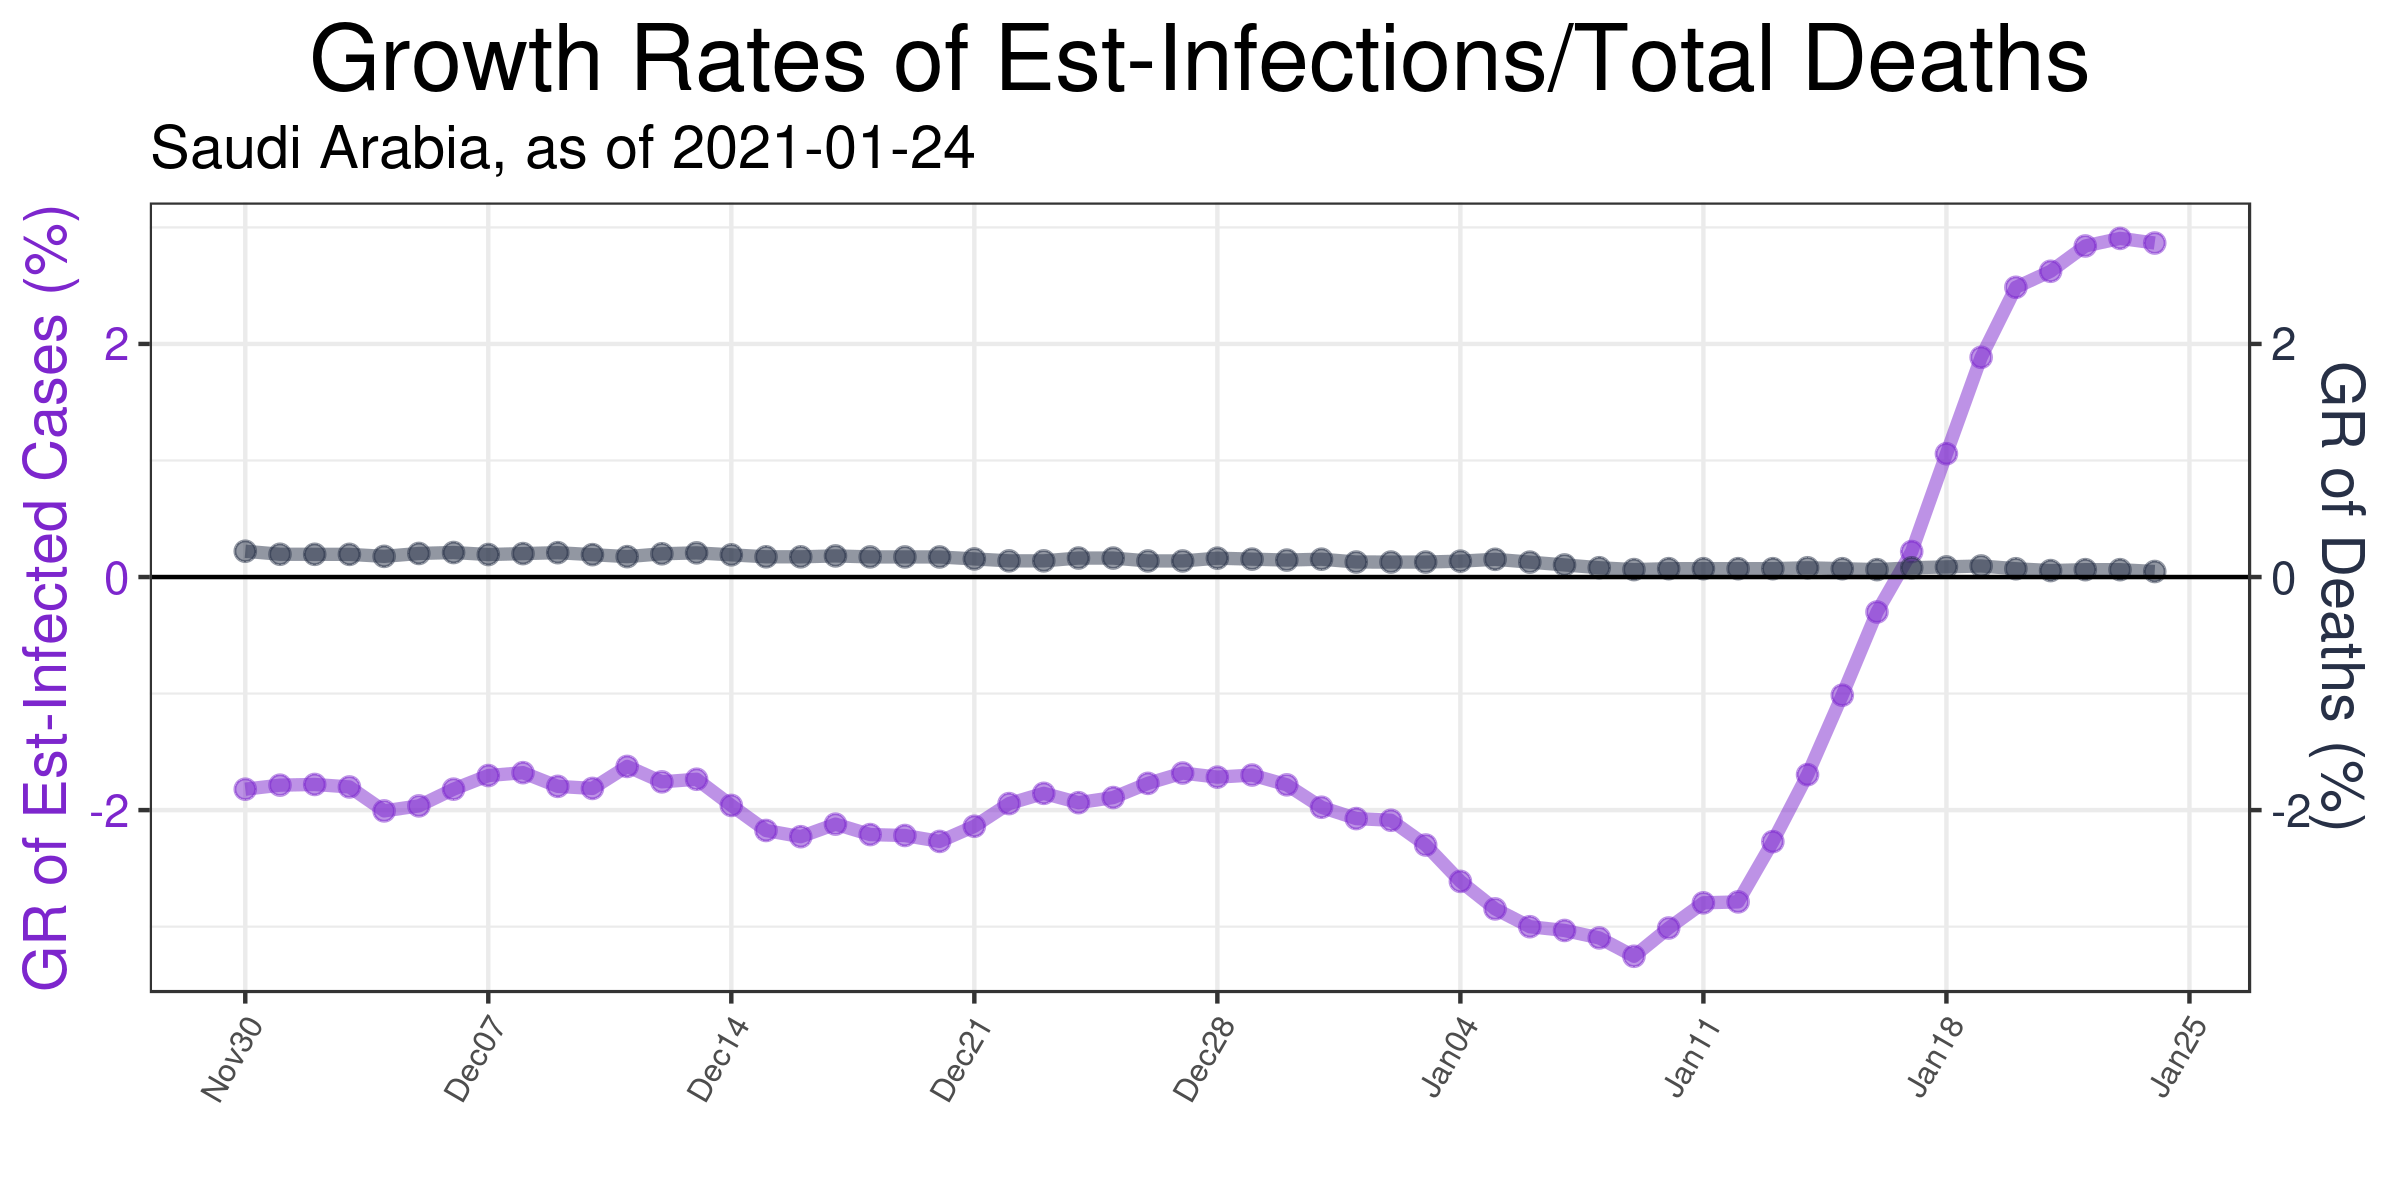 Growth Rates of Est-Infections/Total Deaths
Saudi Arabia, as of 2021-01-24
GR of Est-Infected Cases (%)
2
0
-2
2
0
-2
GR of Deaths (%)
Nov30
Dec07
Dec14
Dec21
Dec28
Jan04
Jan11
Jan18
Jan25